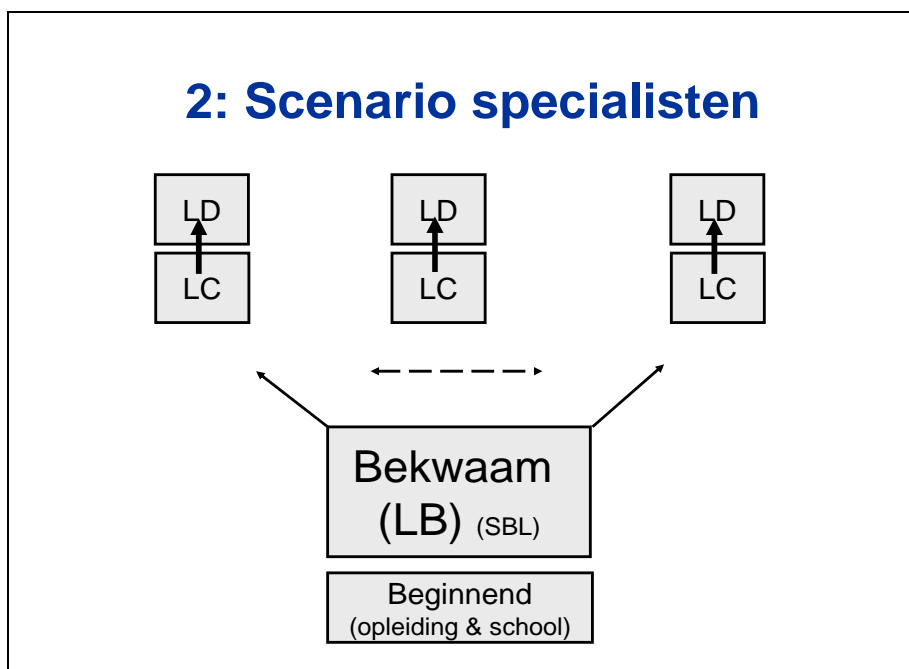 2: Scenario specialisten
LD LD LD
LC LC LC
Bekwaam
(LB) (SBL)
Beginnend
(opleiding & school)